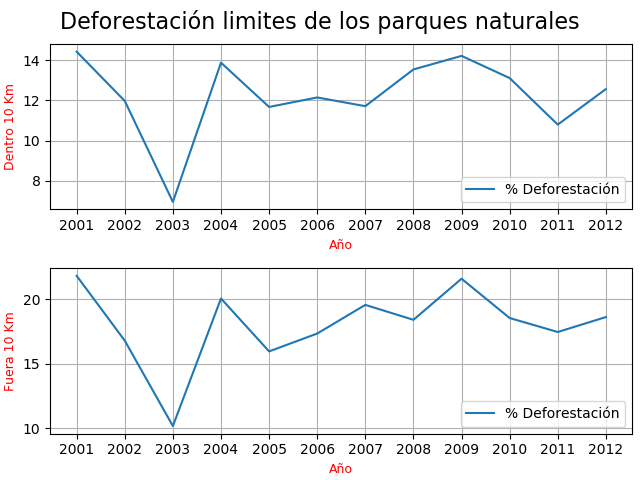 Deforestación limites de los parques naturales
14
12
10
8
Dentro 10 Km
% Deforestación
2001 2002 2003 2004 2005 2006 2007 2008 2009 2010 2011 2012
Año
20
15
10
Fuera 10 Km
% Deforestación
2001 2002 2003 2004 2005 2006 2007 2008 2009 2010 2011 2012
Año